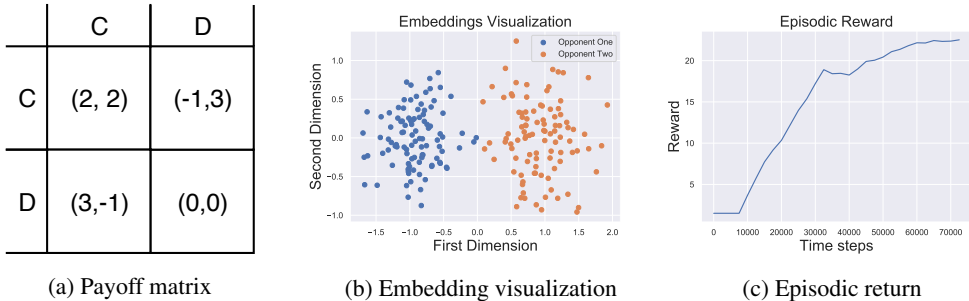 C D
C (2, 2) (-1,3)
D (3,-1) (0,0)
(a) Payoff matrix
Embeddings Visualization
Opponent One
Opponent Two
Second Dimension
1.0
0.5
0.0
−0.5
−1.0
−1.5 −1.0 −0.5 0.0 0.5 1.0 1.5 2.0
First Dimension
(b) Embedding visualization
Episodic Reward
Reward
20
15
10
5
0 10000 20000 30000 40000 50000 60000 70000
Time steps
(c) Episodic return